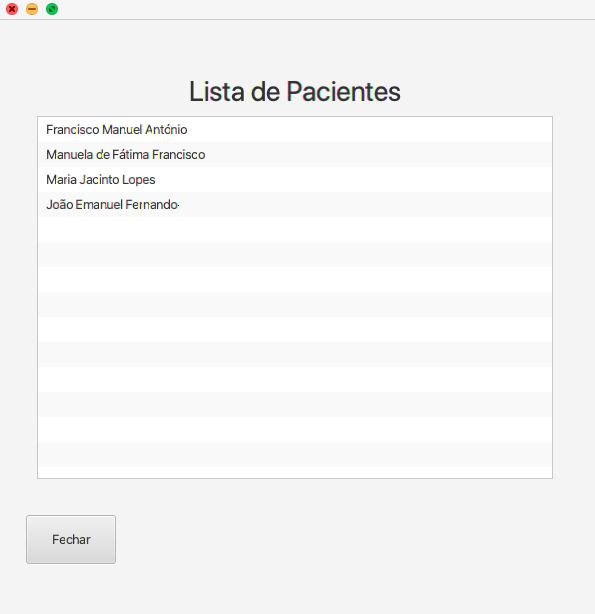 Lista de Pacientes
Francisco Manuel António
Manuela de Fátima Francisco
Maria Jacinto Lopes
João Emanuel Fernando
Fechar